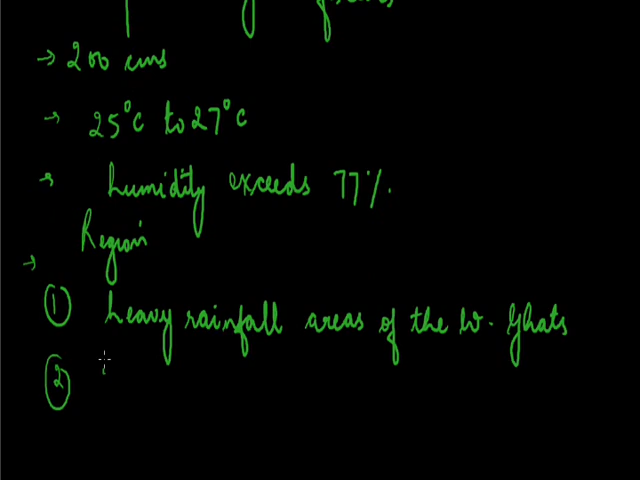 → 200 cms
→ 25°C to 27°C
→ humidity exceeds 77%.
Region
→
① heavy rainfall areas of the W. Ghats
②